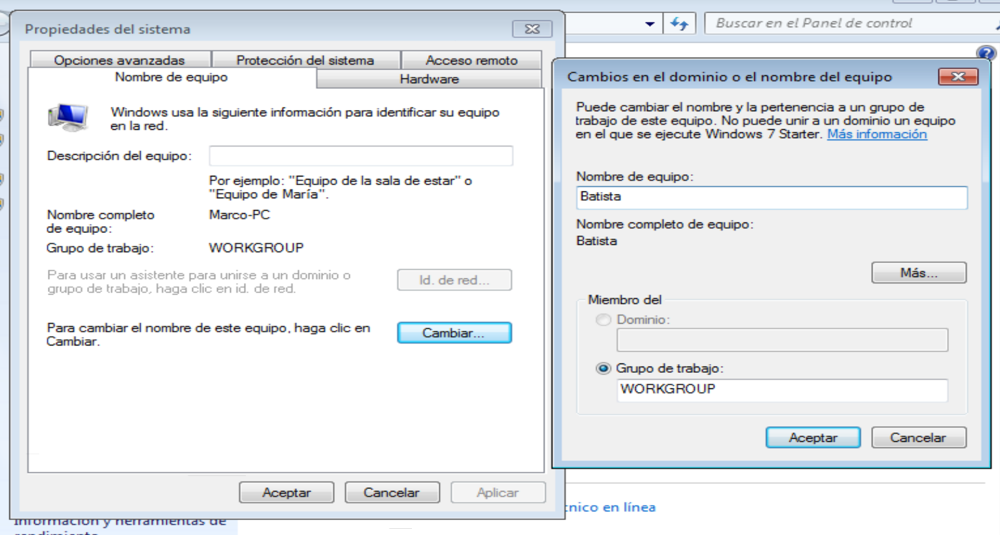 Propiedades del sistema
Buscar en el Panel de control
Opciones avanzadas
Protección del sistema
Acceso remoto
Nombre de equipo
Hardware
Windows usa la siguiente información para identificar su equipo
en la red.
Descripción del equipo:
Por ejemplo: "Equipo de la sala de estar" o
"Equipo de María".
Nombre completo
de equipo:
Marco-PC
Grupo de trabajo:
WORKGROUP
Para usar un asistente para unirse a un dominio o
grupo de trabajo, haga clic en id. de red.
Id. de red...
Para cambiar el nombre de este equipo, haga clic en
Cambiar.
Cambiar...
Aceptar
Cancelar
Aplicar
Cambios en el dominio o el nombre del equipo
Puede cambiar el nombre y la pertenencia a un grupo de
trabajo de este equipo. No puede unir a un dominio un equipo
en el que se ejecute Windows 7 Starter. Más información
Nombre de equipo:
Batista
Nombre completo de equipo:
Batista
Más...
Miembro del
Dominio:
Grupo de trabajo:
WORKGROUP
Aceptar
Cancelar
cnico en línea
Información y herramientas de
rendimiento